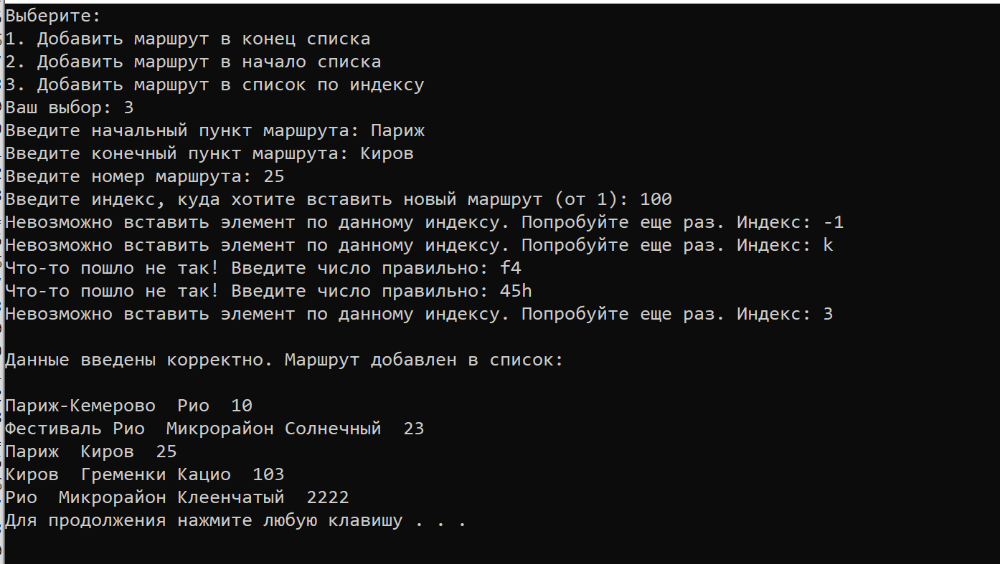 Выберите:
1. Добавить маршрут в конец списка
2. Добавить маршрут в начало списка
3. Добавить маршрут в список по индексу
Ваш выбор: 3
Введите начальный пункт маршрута: Париж
Введите конечный пункт маршрута: Киров
Введите номер маршрута: 25
Введите индекс, куда хотите вставить новый маршрут (от 1): 100
Невозможно вставить элемент по данному индексу. Попробуйте еще раз. Индекс: -1
Невозможно вставить элемент по данному индексу. Попробуйте еще раз. Индекс: k
Что-то пошло не так! Введите число правильно: f4
Что-то пошло не так! Введите число правильно: 45h
Невозможно вставить элемент по данному индексу. Попробуйте еще раз. Индекс: 3
Данные введены корректно. Маршрут добавлен в список:
Париж-Кемерово  Рио  10
Фестиваль Рио  Микрорайон Солнечный  23
Париж  Киров  25
Киров  Гременки Кацио  103
Рио  Микрорайон Клеенчатый  2222
Для продолжения нажмите любую клавишу . . .